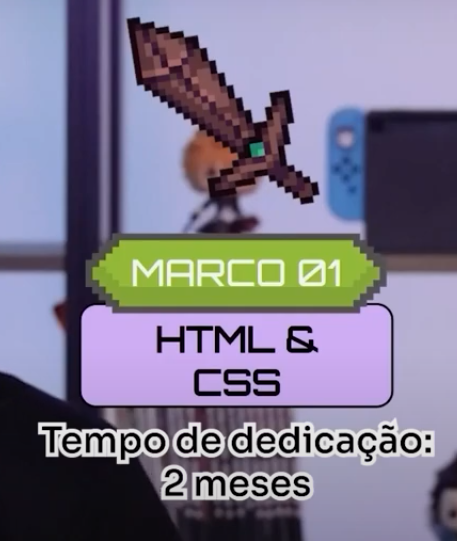 MARCO 01
HTML &
CSS
Tempo de dedicação:
2 meses